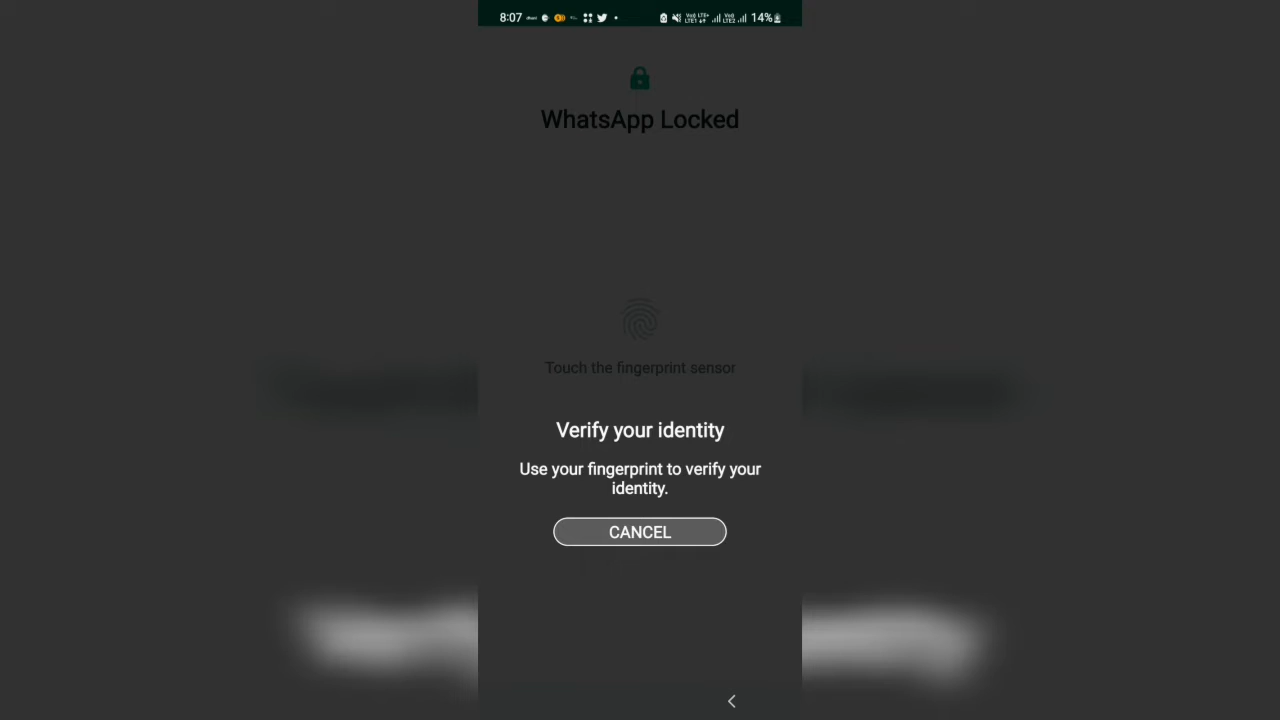 8:07 14%
WhatsApp Locked
Touch the fingerprint sensor
Verify your identity
Use your fingerprint to verify your
identity.
CANCEL